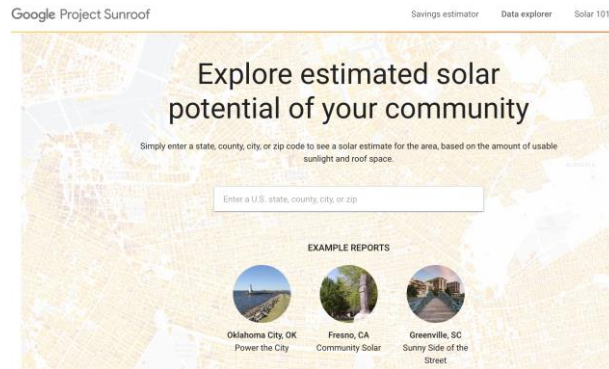 Google Project Sunroof
Savings estimator
Data explorer
Solar 101
Explore estimated solar
potential of your community
Simply enter a state, county, city, or zip code to see a solar estimate for the area, based on the amount of usable
sunlight and roof space.
Enter a U.S. state, county, city, or zip
EXAMPLE REPORTS
Oklahoma City, OK
Power the City
Fresno, CA
Community Solar
Greenville, SC
Sunny Side of the
Street